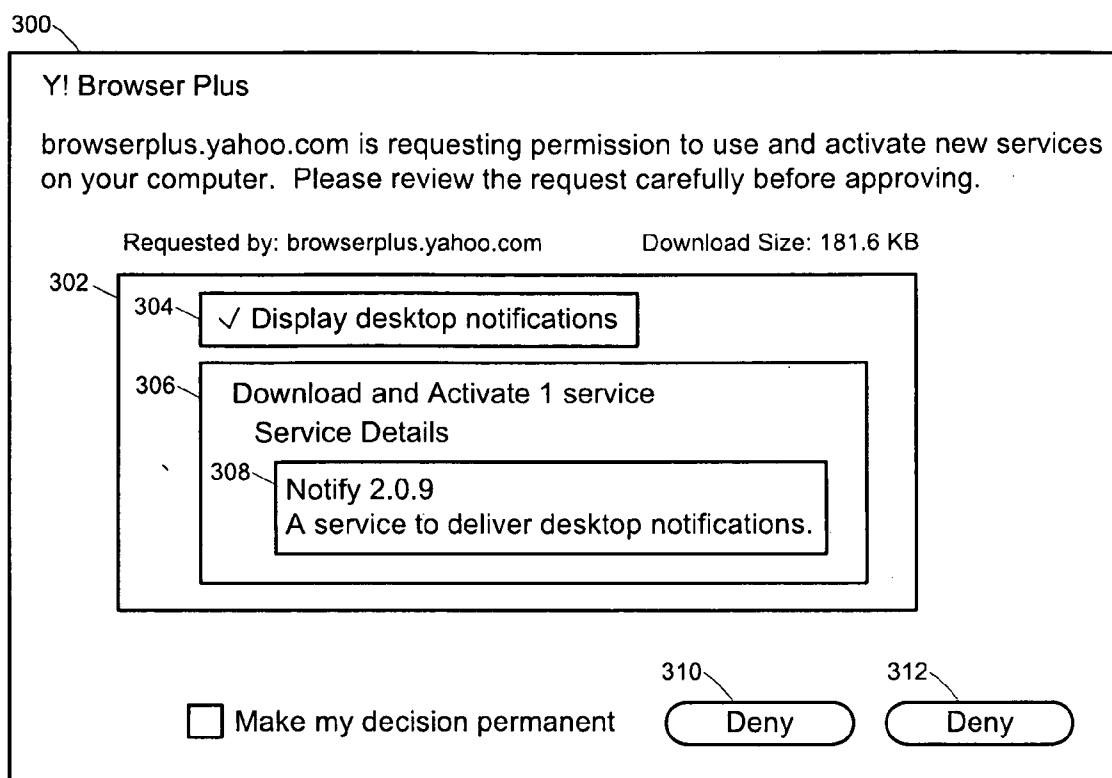 300
Y! Browser Plus
browserplus.yahoo.com is requesting permission to use and activate new services
on your computer. Please review the request carefully before approving.
Requested by: browserplus.yahoo.com Download Size: 181.6 KB
302
304 ✓ Display desktop notifications
306 Download and Activate 1 service
Service Details
308 Notify 2.0.9
A service to deliver desktop notifications.
310 312
Make my decision permanent Deny Deny